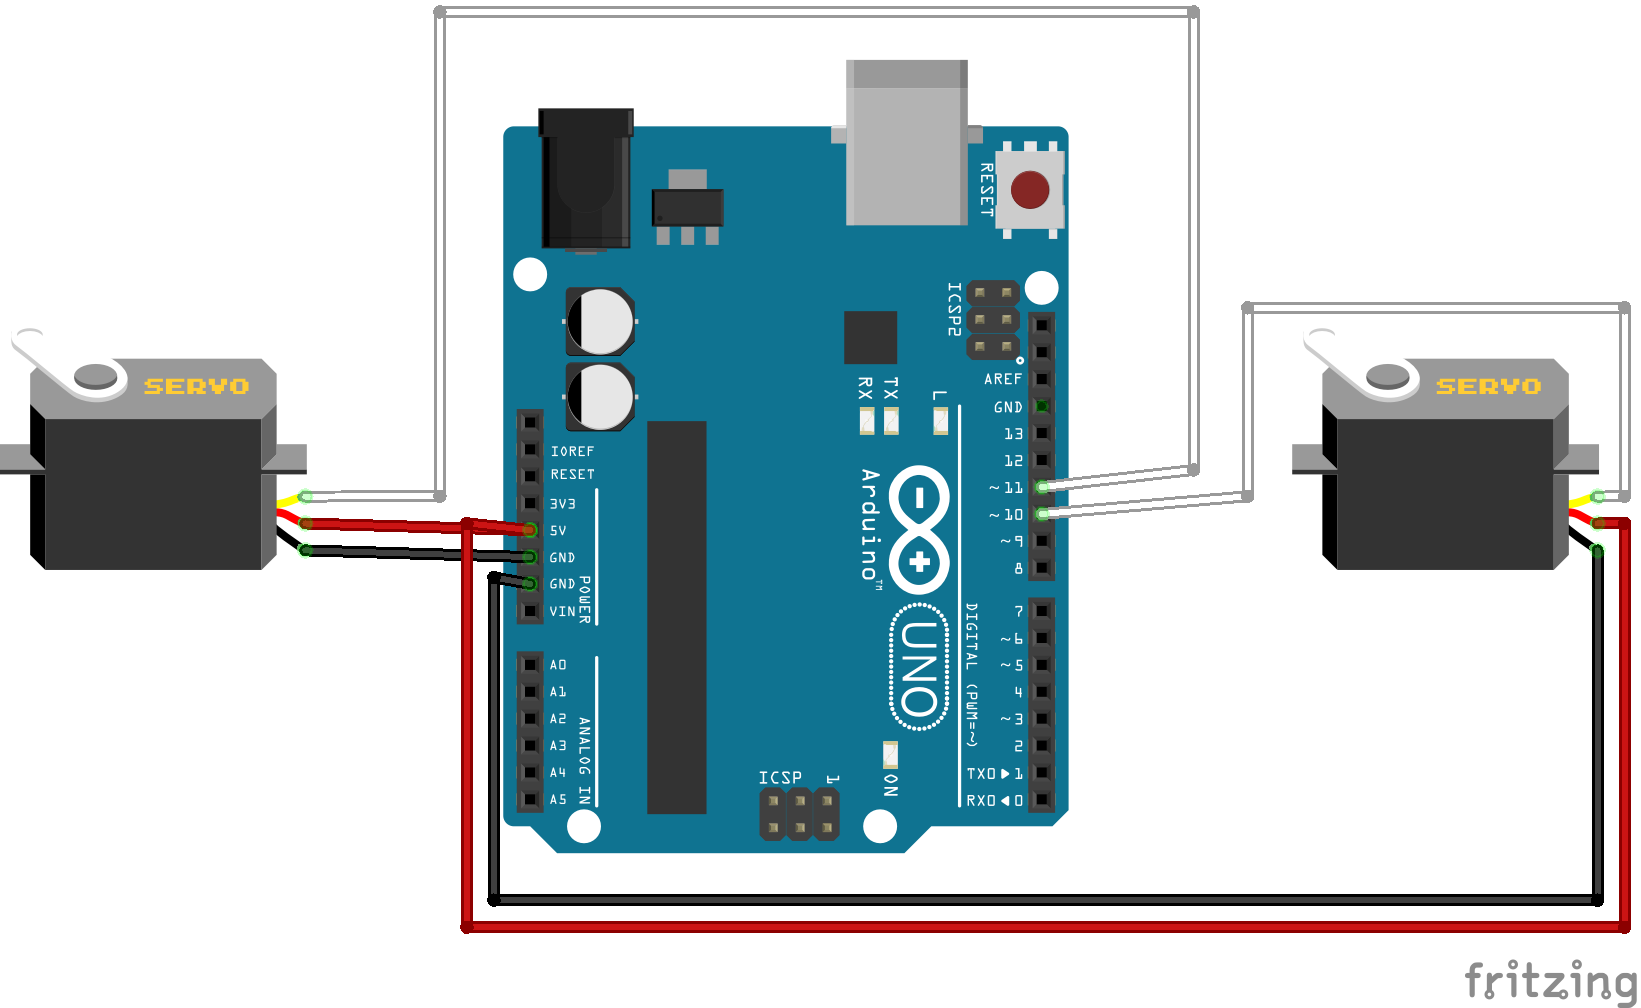 RESET
ICSP2
SERVO
SERVO
AREF
GND
13
12
~11
~10
~9
8
RX
TX
L
IOREF
RESET
3V3
5V
GND
GND
VIN
POWER
Arduino™
UNO
DIGITAL (PWM=~)
7
~6
~5
4
~3
2
TX0▶1
RX0◀0
A0
A1
A2
A3
A4
A5
ANALOG IN
ICSP
1
ON
fritzing